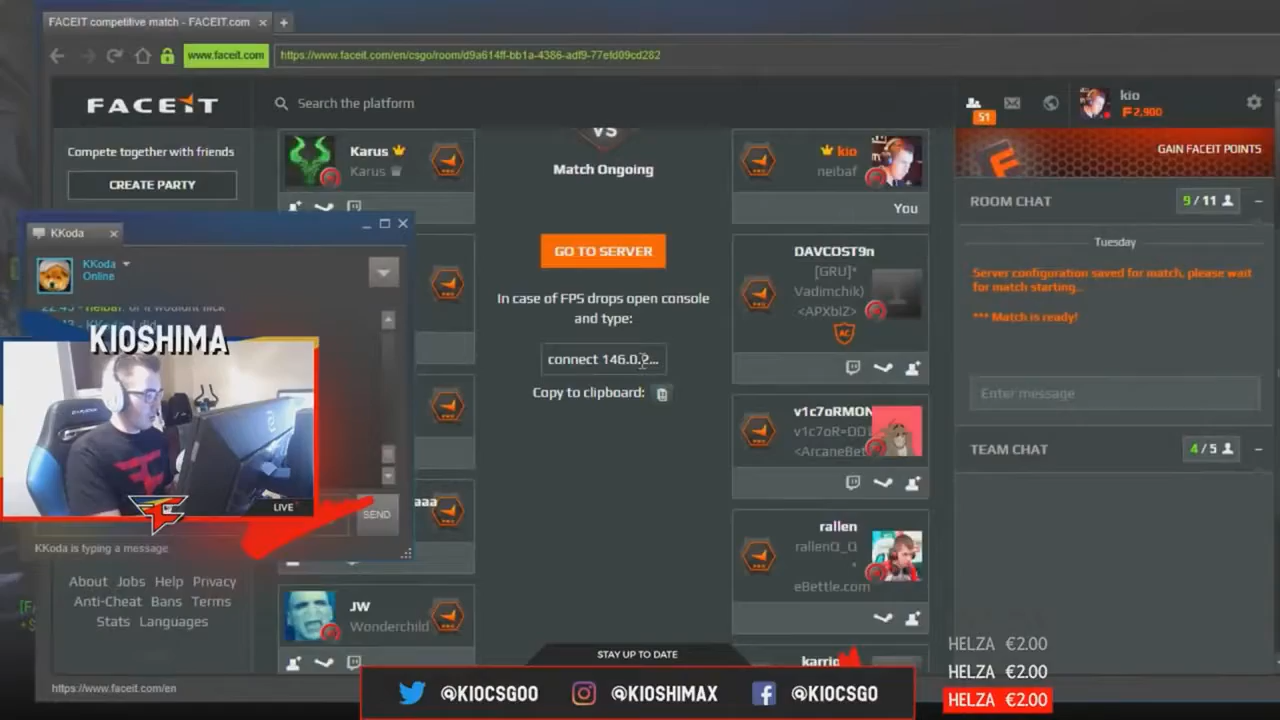 FACEIT competitive match - FACEIT.com
www.faceit.com
https://www.faceit.com/en/csgo/room/d9a614ff-bb1a-4386-adf9-77efd09cd282
FACEIT
Search the platform
51
kio
2,900
Compete together with friends
CREATE PARTY
Karus
Karus
VS
Match Ongoing
GO TO SERVER
In case of FPS drops open console
and type:
connect 146.0.2...
Copy to clipboard:
kio
neibaf
You
DAVCOST9n
[GRU]*
Vadimchik)
<APXblZ>
AC
v1c7oRMON
v1c7oR=DD
<ArcaneBet
rallen
rallenQ_Q
*
eBettle.com
GAIN FACEIT POINTS
ROOM CHAT
9/11
Tuesday
Server configuration saved for match, please wait
for match starting...
*** Match is ready!
Enter message
TEAM CHAT
4/5
KKoda
KKoda
Online
KIOSHIMA
LIVE
SEND
KKoda is typing a message
aaa
About Jobs Help Privacy
Anti-Cheat Bans Terms
Stats Languages
JW
Wonderchild
https://www.faceit.com/en
STAY UP TO DATE
@KIOCSGOO
@KIOSHIMAX
@KIOCSGO
HELZA €2.00
HELZA €2.00
HELZA €2.00